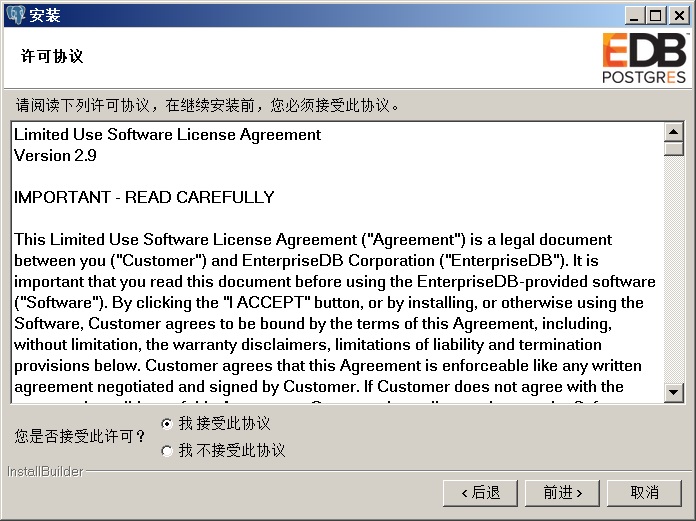 安装
许可协议
EDB
POSTGRES
请阅读下列许可协议，在继续安装前，您必须接受此协议。
Limited Use Software License Agreement
Version 2.9
IMPORTANT - READ CAREFULLY
This Limited Use Software License Agreement ("Agreement") is a legal document
between you ("Customer") and EnterpriseDB Corporation ("EnterpriseDB"). It is
important that you read this document before using the EnterpriseDB-provided software
("Software"). By clicking the "I ACCEPT" button, or by installing, or otherwise using the
Software, Customer agrees to be bound by the terms of this Agreement, including,
without limitation, the warranty disclaimers, limitations of liability and termination
provisions below. Customer agrees that this Agreement is enforceable like any written
agreement negotiated and signed by Customer. If Customer does not agree with the
您是否接受此许可？
我 接受此协议
我 不接受此协议
InstallBuilder
< 后退
前进 >
取消